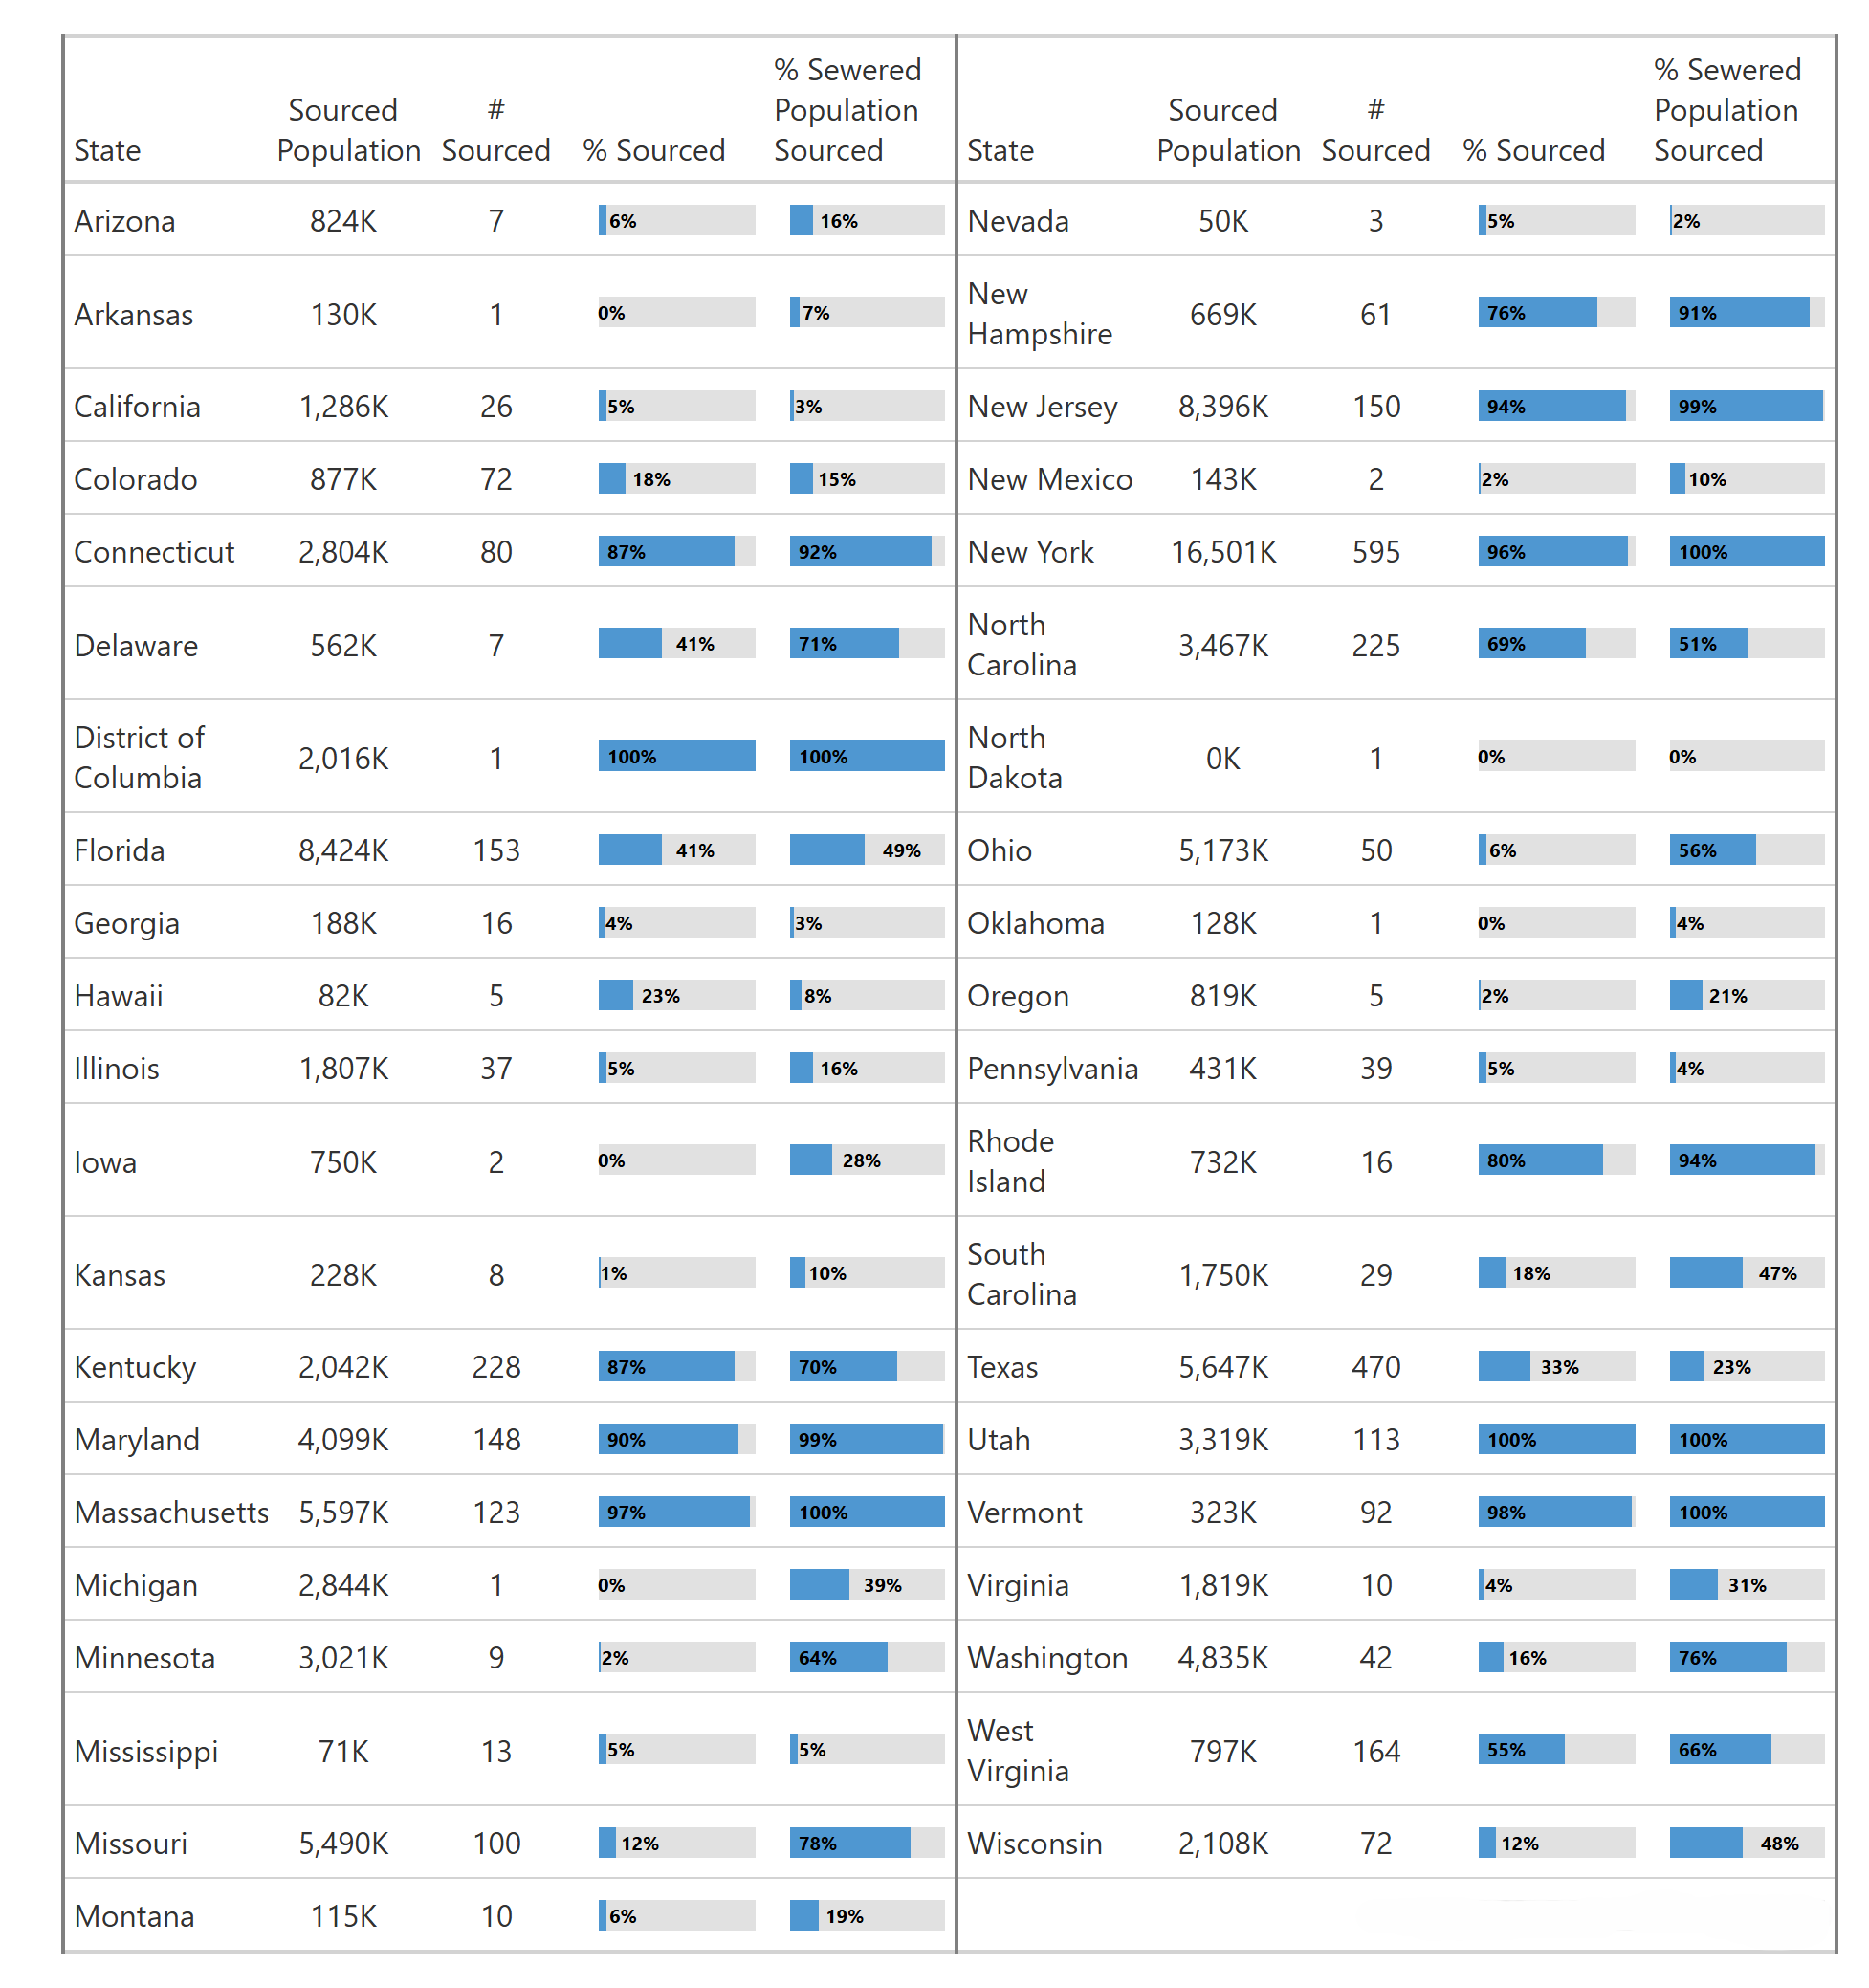 State Sourced Population # Sourced % Sourced % Sewered Population Sourced
Arizona 824K 7 6% 16%
Arkansas 130K 1 0% 7%
California 1,286K 26 5% 3%
Colorado 877K 72 18% 15%
Connecticut 2,804K 80 87% 92%
Delaware 562K 7 41% 71%
District of Columbia 2,016K 1 100% 100%
Florida 8,424K 153 41% 49%
Georgia 188K 16 4% 3%
Hawaii 82K 5 23% 8%
Illinois 1,807K 37 5% 16%
Iowa 750K 2 0% 28%
Kansas 228K 8 1% 10%
Kentucky 2,042K 228 87% 70%
Maryland 4,099K 148 90% 99%
Massachusetts 5,597K 123 97% 100%
Michigan 2,844K 1 0% 39%
Minnesota 3,021K 9 2% 64%
Mississippi 71K 13 5% 5%
Missouri 5,490K 100 12% 78%
Montana 115K 10 6% 19%
State Sourced Population # Sourced % Sourced % Sewered Population Sourced
Nevada 50K 3 5% 2%
New Hampshire 669K 61 76% 91%
New Jersey 8,396K 150 94% 99%
New Mexico 143K 2 2% 10%
New York 16,501K 595 96% 100%
North Carolina 3,467K 225 69% 51%
North Dakota 0K 1 0% 0%
Ohio 5,173K 50 6% 56%
Oklahoma 128K 1 0% 4%
Oregon 819K 5 2% 21%
Pennsylvania 431K 39 5% 4%
Rhode Island 732K 16 80% 94%
South Carolina 1,750K 29 18% 47%
Texas 5,647K 470 33% 23%
Utah 3,319K 113 100% 100%
Vermont 323K 92 98% 100%
Virginia 1,819K 10 4% 31%
Washington 4,835K 42 16% 76%
West Virginia 797K 164 55% 66%
Wisconsin 2,108K 72 12% 48%